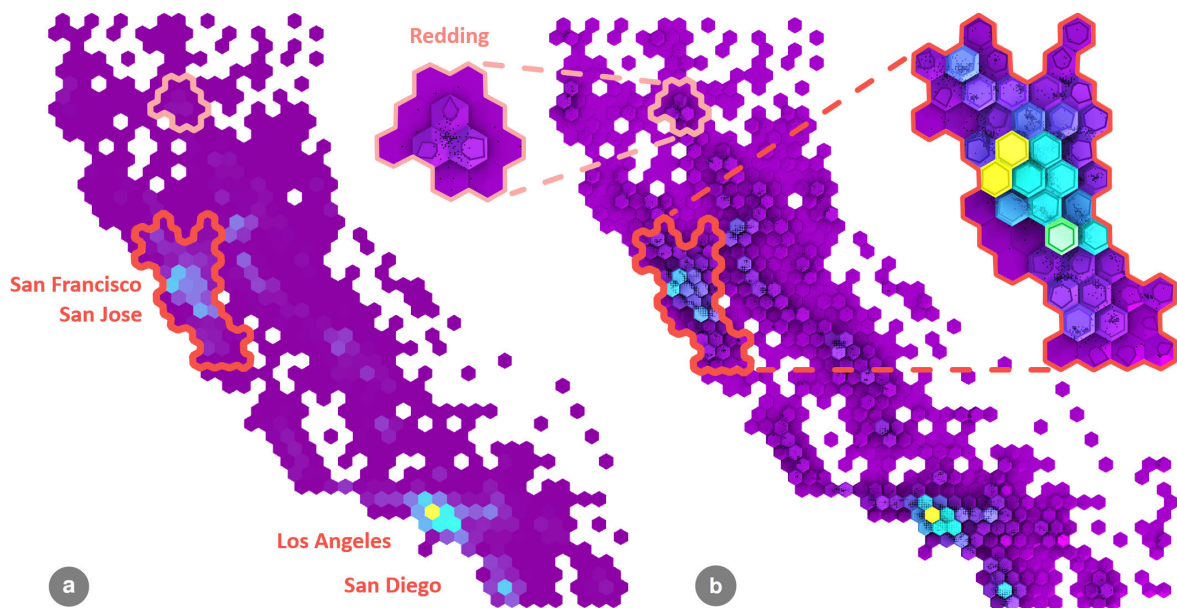 Redding
San Francisco
San Jose
Los Angeles
San Diego
a
b